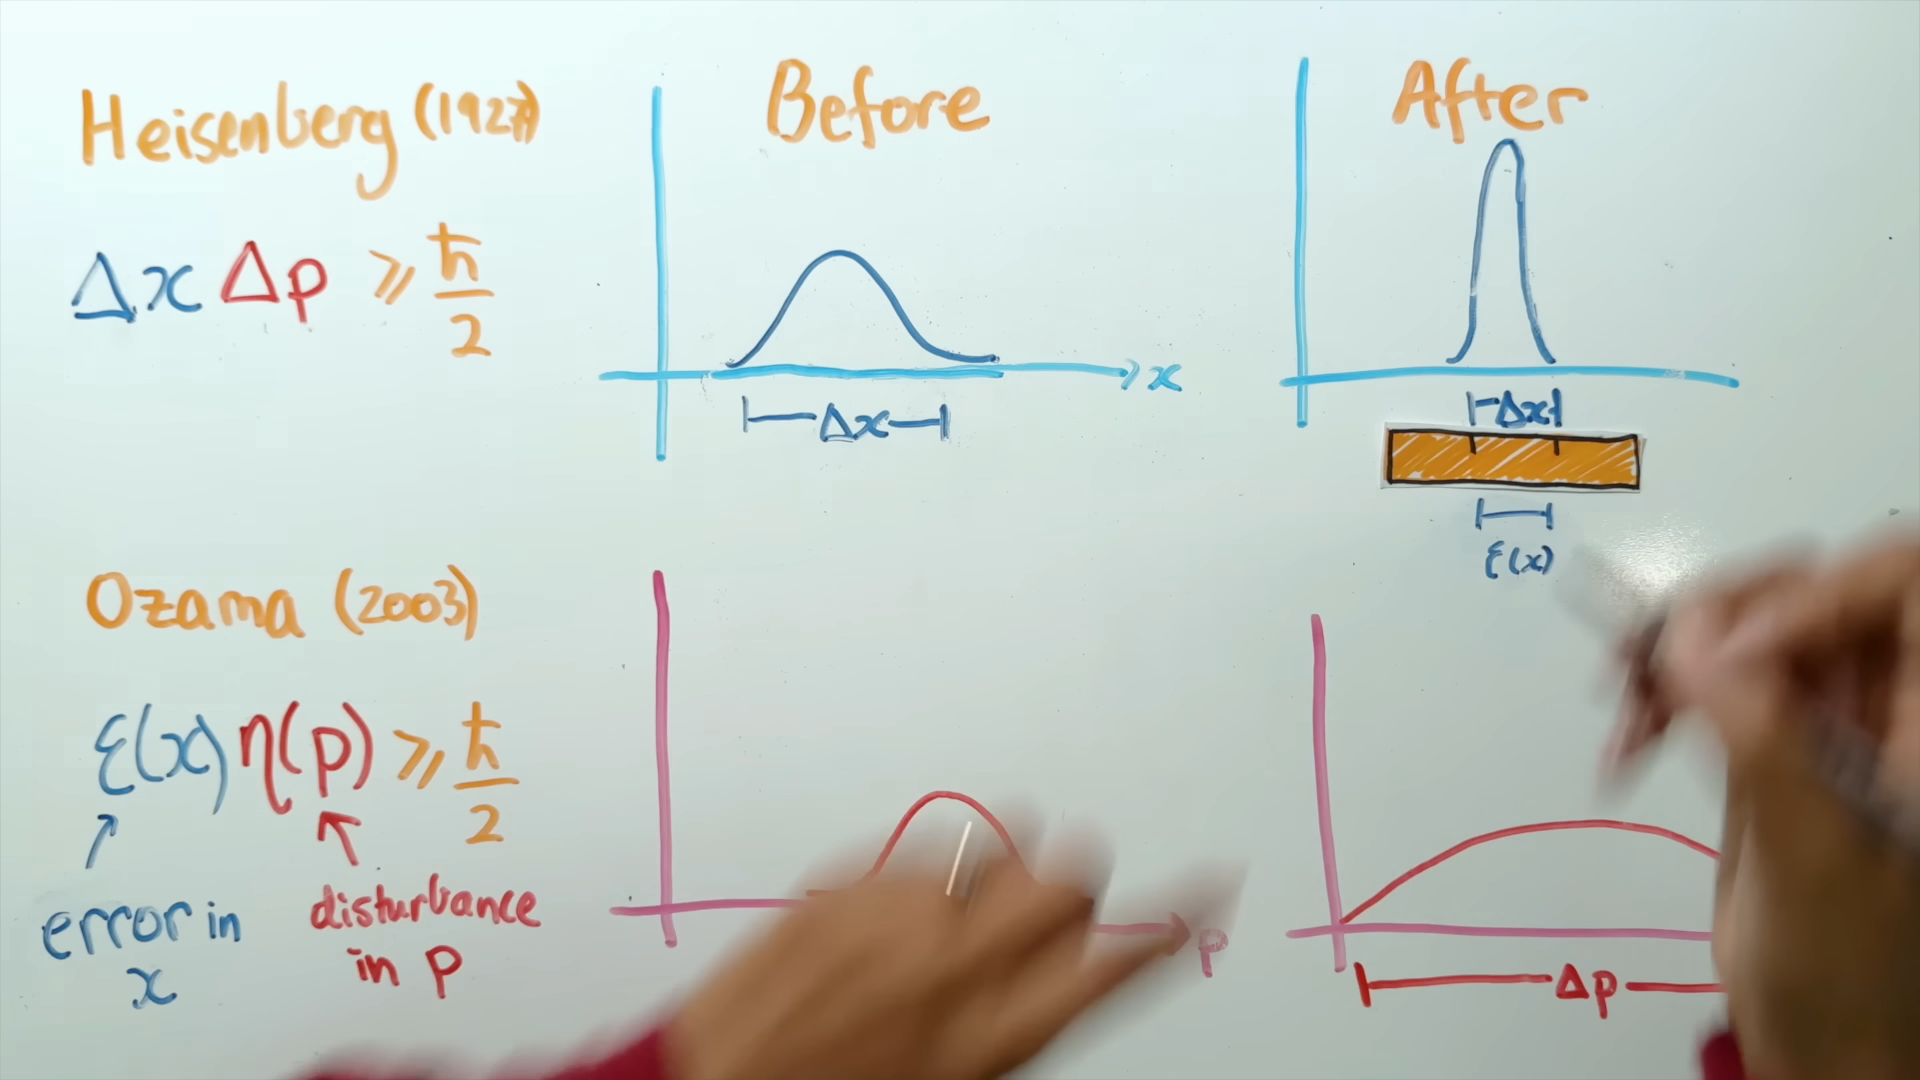 Heisenberg (1927)
Δx Δp ⩾ ħ/2
Before
x
Δx
After
Δx
ε(x)
Ozama (2003)
ε(x) η(p) ⩾ ħ/2
error in
x
disturbance
in p
p
Δp